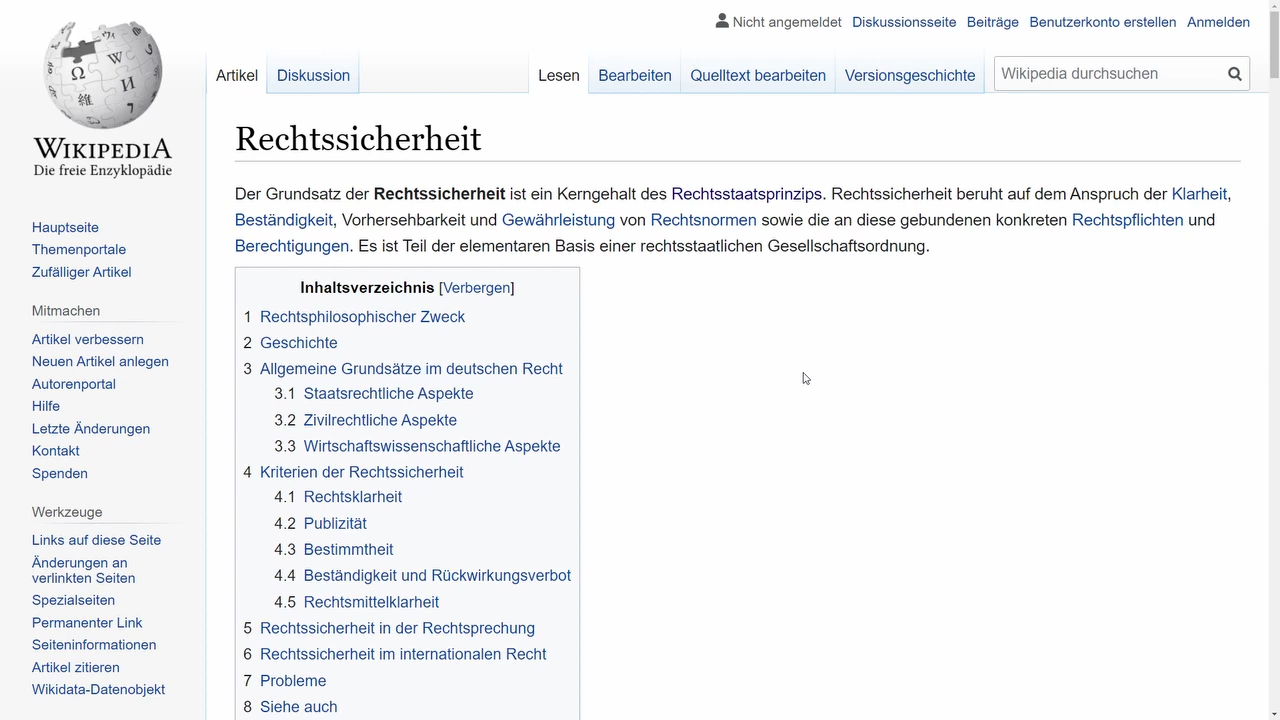 Nicht angemeldet Diskussionsseite Beiträge Benutzerkonto erstellen Anmelden
Artikel Diskussion Lesen Bearbeiten Quelltext bearbeiten Versionsgeschichte Wikipedia durchsuchen
Ω W И 維
WIKIPEDIA
Die freie Enzyklopädie
Hauptseite
Themenportale
Zufälliger Artikel
Mitmachen
Artikel verbessern
Neuen Artikel anlegen
Autorenportal
Hilfe
Letzte Änderungen
Kontakt
Spenden
Werkzeuge
Links auf diese Seite
Änderungen an
verlinkten Seiten
Spezialseiten
Permanenter Link
Seiteninformationen
Artikel zitieren
Wikidata-Datenobjekt
Rechtssicherheit
Der Grundsatz der Rechtssicherheit ist ein Kerngehalt des Rechtsstaatsprinzips. Rechtssicherheit beruht auf dem Anspruch der Klarheit,
Beständigkeit, Vorhersehbarkeit und Gewährleistung von Rechtsnormen sowie die an diese gebundenen konkreten Rechtspflichten und
Berechtigungen. Es ist Teil der elementaren Basis einer rechtsstaatlichen Gesellschaftsordnung.
Inhaltsverzeichnis [Verbergen]
1 Rechtsphilosophischer Zweck
2 Geschichte
3 Allgemeine Grundsätze im deutschen Recht
3.1 Staatsrechtliche Aspekte
3.2 Zivilrechtliche Aspekte
3.3 Wirtschaftswissenschaftliche Aspekte
4 Kriterien der Rechtssicherheit
4.1 Rechtsklarheit
4.2 Publizität
4.3 Bestimmtheit
4.4 Beständigkeit und Rückwirkungsverbot
4.5 Rechtsmittelklarheit
5 Rechtssicherheit in der Rechtsprechung
6 Rechtssicherheit im internationalen Recht
7 Probleme
8 Siehe auch